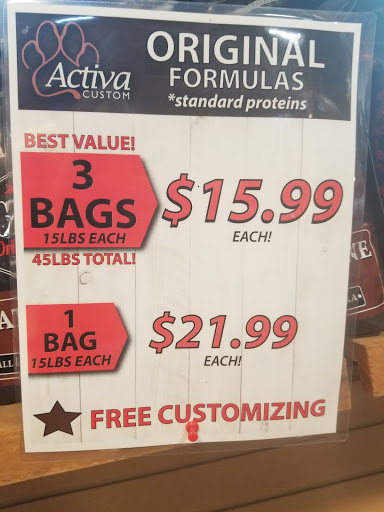 Activa
CUSTOM
ORIGINAL
FORMULAS
*standard proteins
BEST VALUE!
3
BAGS
15LBS EACH
45LBS TOTAL!
$15.99
EACH!
1
BAG
15LBS EACH
$21.99
EACH!
FREE CUSTOMIZING